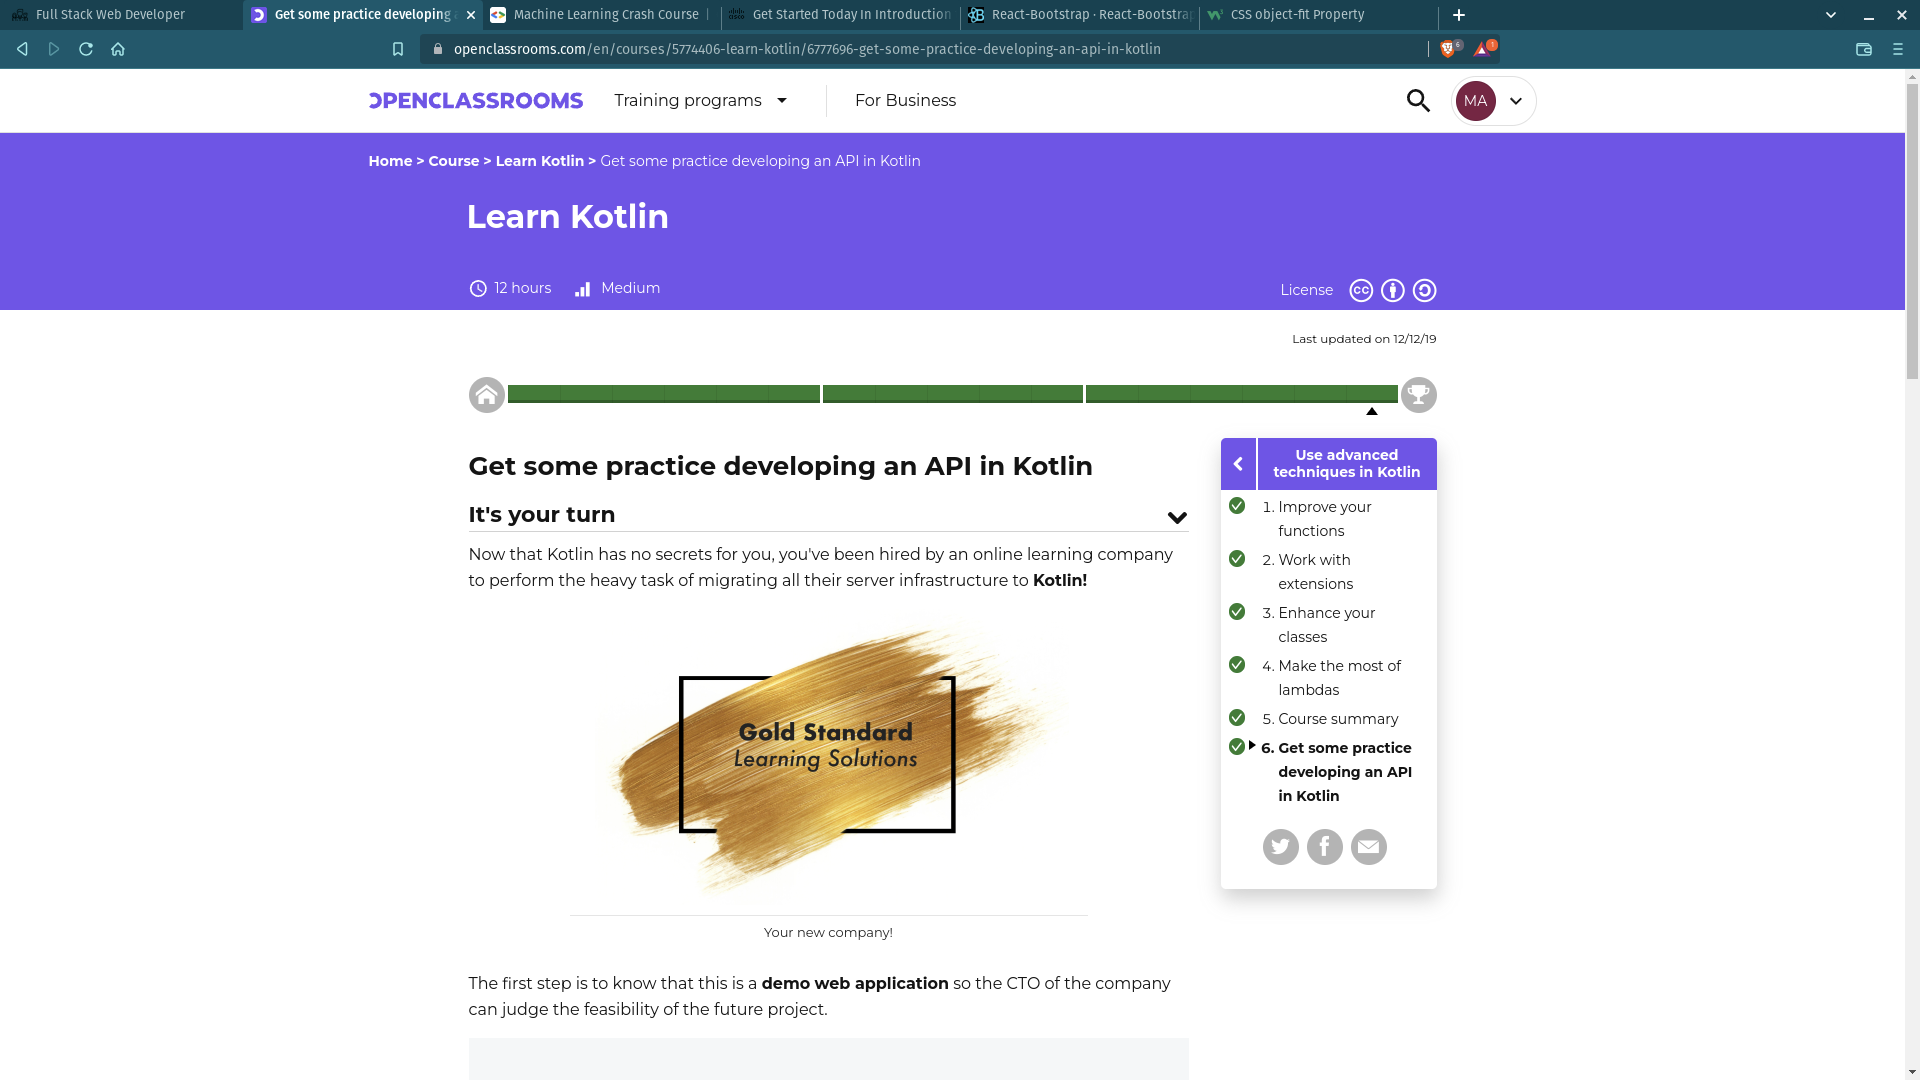 Full Stack Web Developer
Get some practice developing
Machine Learning Crash Course
Get Started Today In Introduction
React-Bootstrap · React-Bootstrap
CSS object-fit Property
openclassrooms.com/en/courses/5774406-learn-kotlin/6777696-get-some-practice-developing-an-api-in-kotlin
6
1
OPENCLASSROOMS
Training programs
For Business
MA
Home > Course > Learn Kotlin > Get some practice developing an API in Kotlin
Learn Kotlin
12 hours
Medium
License
cc
Last updated on 12/12/19
Get some practice developing an API in Kotlin
It's your turn
Now that Kotlin has no secrets for you, you've been hired by an online learning company
to perform the heavy task of migrating all their server infrastructure to Kotlin!
Gold Standard
Learning Solutions
Your new company!
The first step is to know that this is a demo web application so the CTO of the company
can judge the feasibility of the future project.
Use advanced
techniques in Kotlin
1. Improve your
functions
2. Work with
extensions
3. Enhance your
classes
4. Make the most of
lambdas
5. Course summary
6. Get some practice
developing an API
in Kotlin